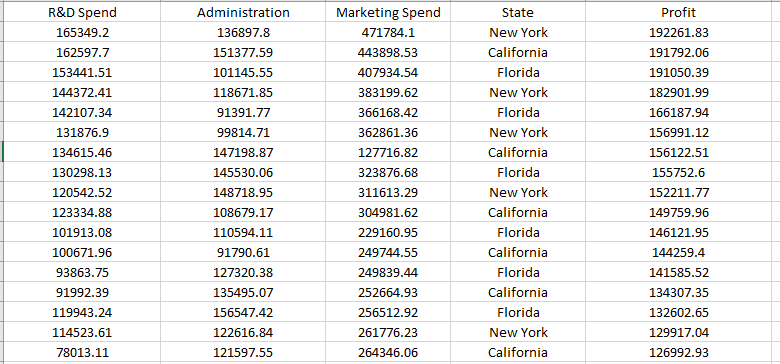 R&D Spend Administration Marketing Spend State Profit
165349.2 136897.8 471784.1 New York 192261.83
162597.7 151377.59 443898.53 California 191792.06
153441.51 101145.55 407934.54 Florida 191050.39
144372.41 118671.85 383199.62 New York 182901.99
142107.34 91391.77 366168.42 Florida 166187.94
131876.9 99814.71 362861.36 New York 156991.12
134615.46 147198.87 127716.82 California 156122.51
130298.13 145530.06 323876.68 Florida 155752.6
120542.52 148718.95 311613.29 New York 152211.77
123334.88 108679.17 304981.62 California 149759.96
101913.08 110594.11 229160.95 Florida 146121.95
100671.96 91790.61 249744.55 California 144259.4
93863.75 127320.38 249839.44 Florida 141585.52
91992.39 135495.07 252664.93 California 134307.35
119943.24 156547.42 256512.92 Florida 132602.65
114523.61 122616.84 261776.23 New York 129917.04
78013.11 121597.55 264346.06 California 126992.93